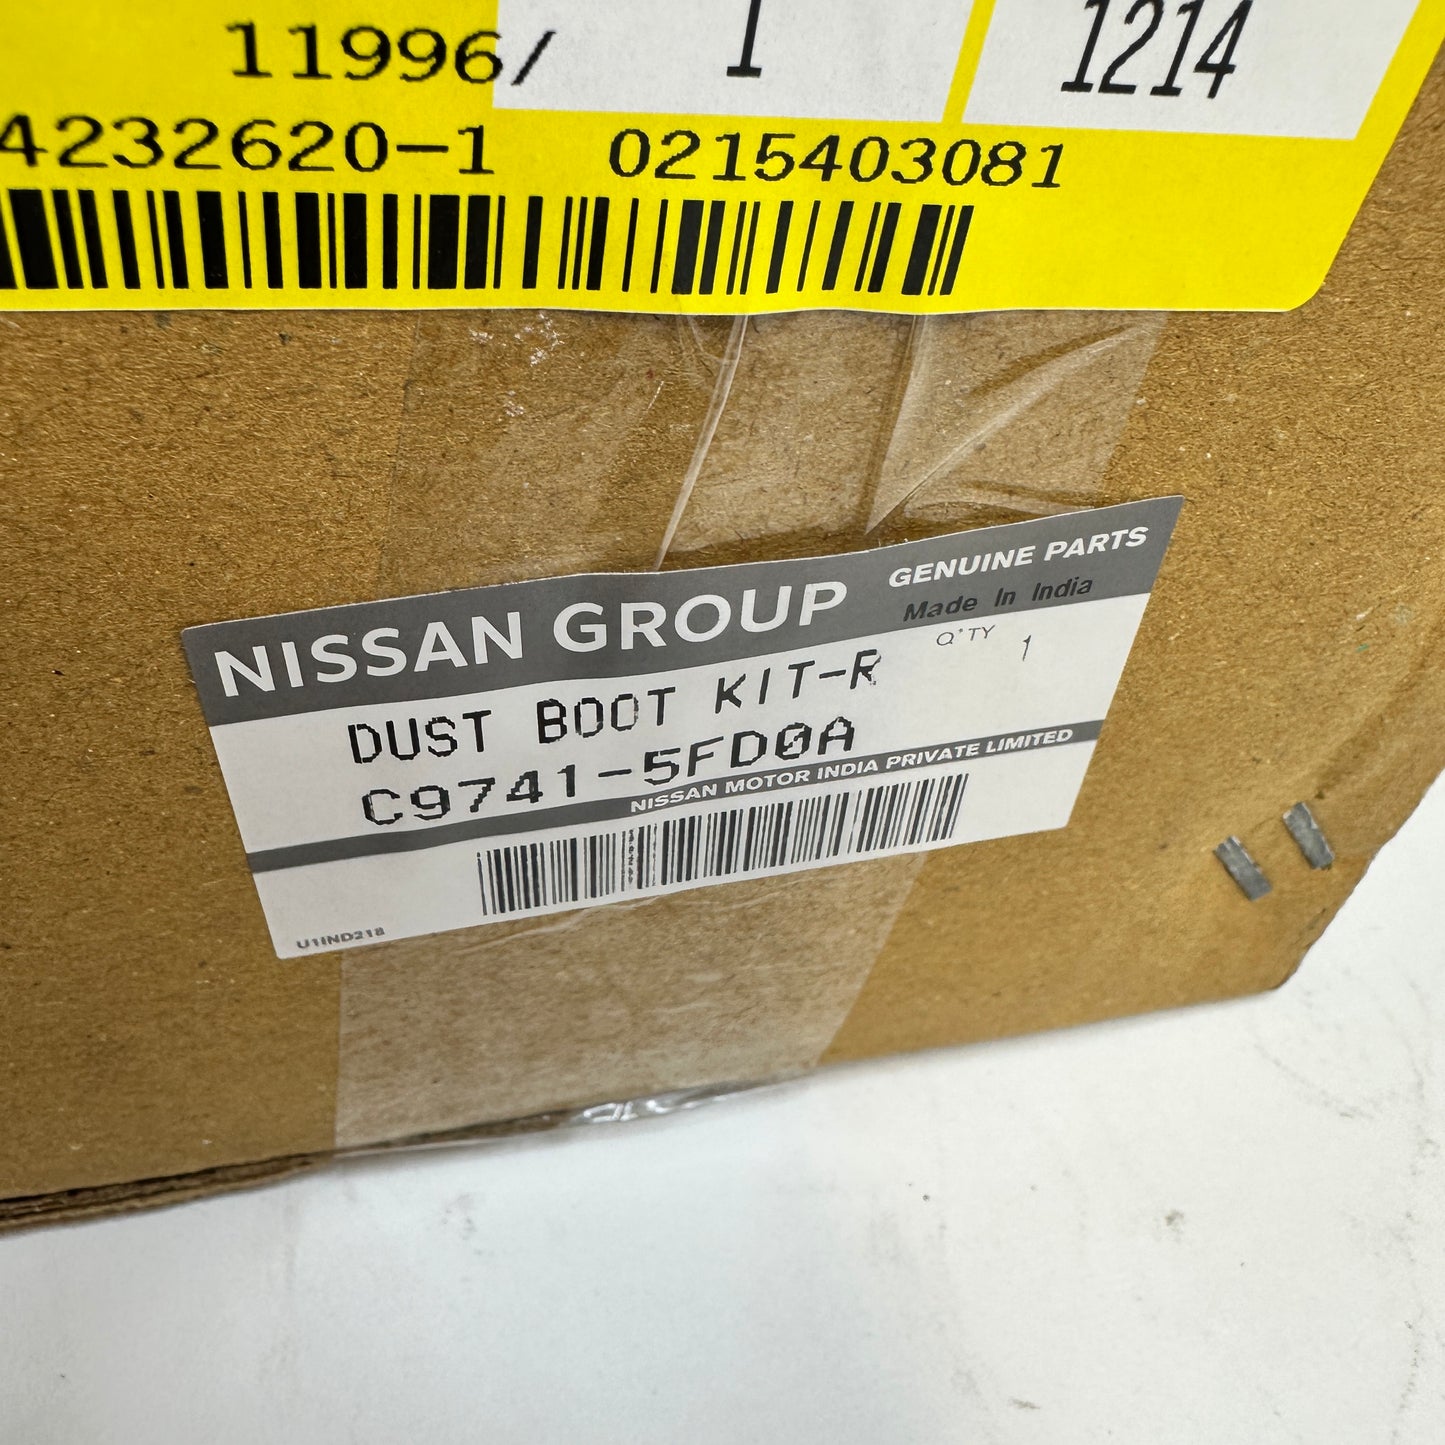 11996/ 1 1214
4232620-1 0215403081
NISSAN GROUP GENUINE PARTS
Made In India
DUST BOOT KIT-R Q'TY 1
C9741-5FD0A
NISSAN MOTOR INDIA PRIVATE LIMITED
U1IND218